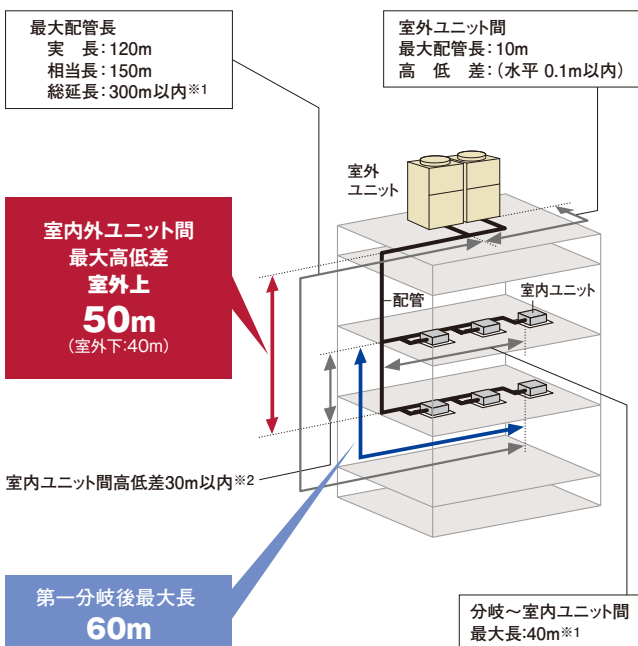 最大配管長
実　長：120m
相当長：150m
総延長：300m以内※1
室外ユニット間
最大配管長：10m
高　低　差：（水平 0.1m以内）
室外
ユニット
室内外ユニット間
最大高低差
室外上
50m
（室外下：40m）
配管
室内ユニット
室内ユニット間高低差30m以内※2
第一分岐後最大長
60m
分岐～室内ユニット間
最大長：40m※1